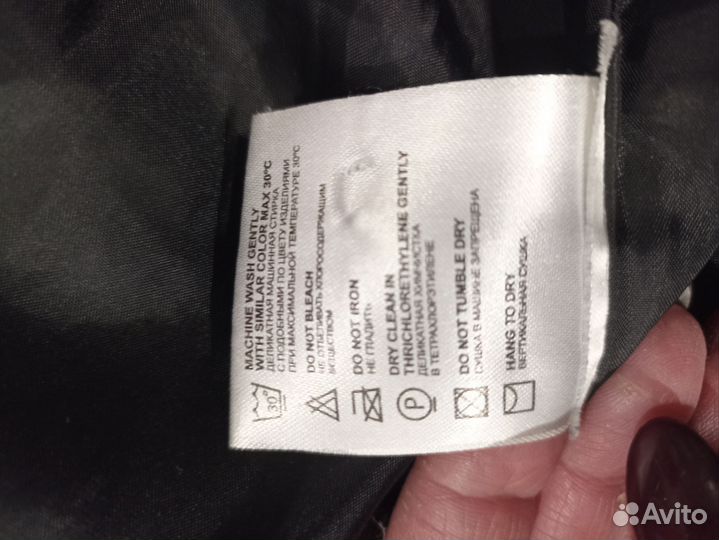 MACHINE WASH GENTLY
WITH SIMILAR COLOR MAX 30ºC
ДЕЛИКАТНАЯ МАШИННАЯ СТИРКА
С ПОДОБНЫМИ ПО ЦВЕТУ ИЗДЕЛИЯМИ
ПРИ МАКСИМАЛЬНОЙ ТЕМПЕРАТУРЕ 30ºC
30°
DO NOT BLEACH
НЕ ОТБЕЛИВАТЬ ХЛОРОСОДЕРЖАЩИМ
ВЕЩЕСТВОМ
DO NOT IRON
НЕ ГЛАДИТЬ
DRY CLEAN IN
THRICHLORETHYLENE GENTLY
ДЕЛИКАТНАЯ ХИМЧИСТКА
В ТЕТРАХЛОРЭТИЛЕНЕ
P
DO NOT TUMBLE DRY
СУШКА В МАШИНЕ ЗАПРЕЩЕНА
HANG TO DRY
ВЕРТИКАЛЬНАЯ СУШКА
Avito